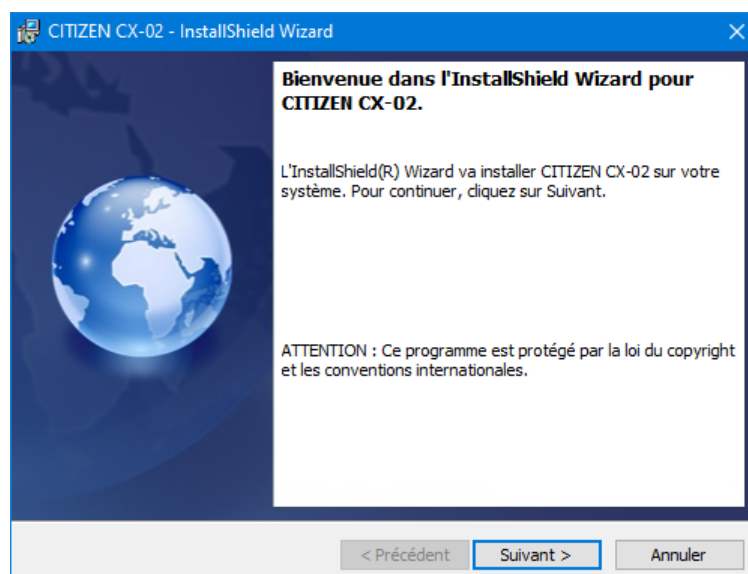 CITIZEN CX-02 - InstallShield Wizard
Bienvenue dans l'InstallShield Wizard pour
CITIZEN CX-02.
L'InstallShield(R) Wizard va installer CITIZEN CX-02 sur votre
système. Pour continuer, cliquez sur Suivant.
ATTENTION : Ce programme est protégé par la loi du copyright
et les conventions internationales.
< Précédent Suivant > Annuler